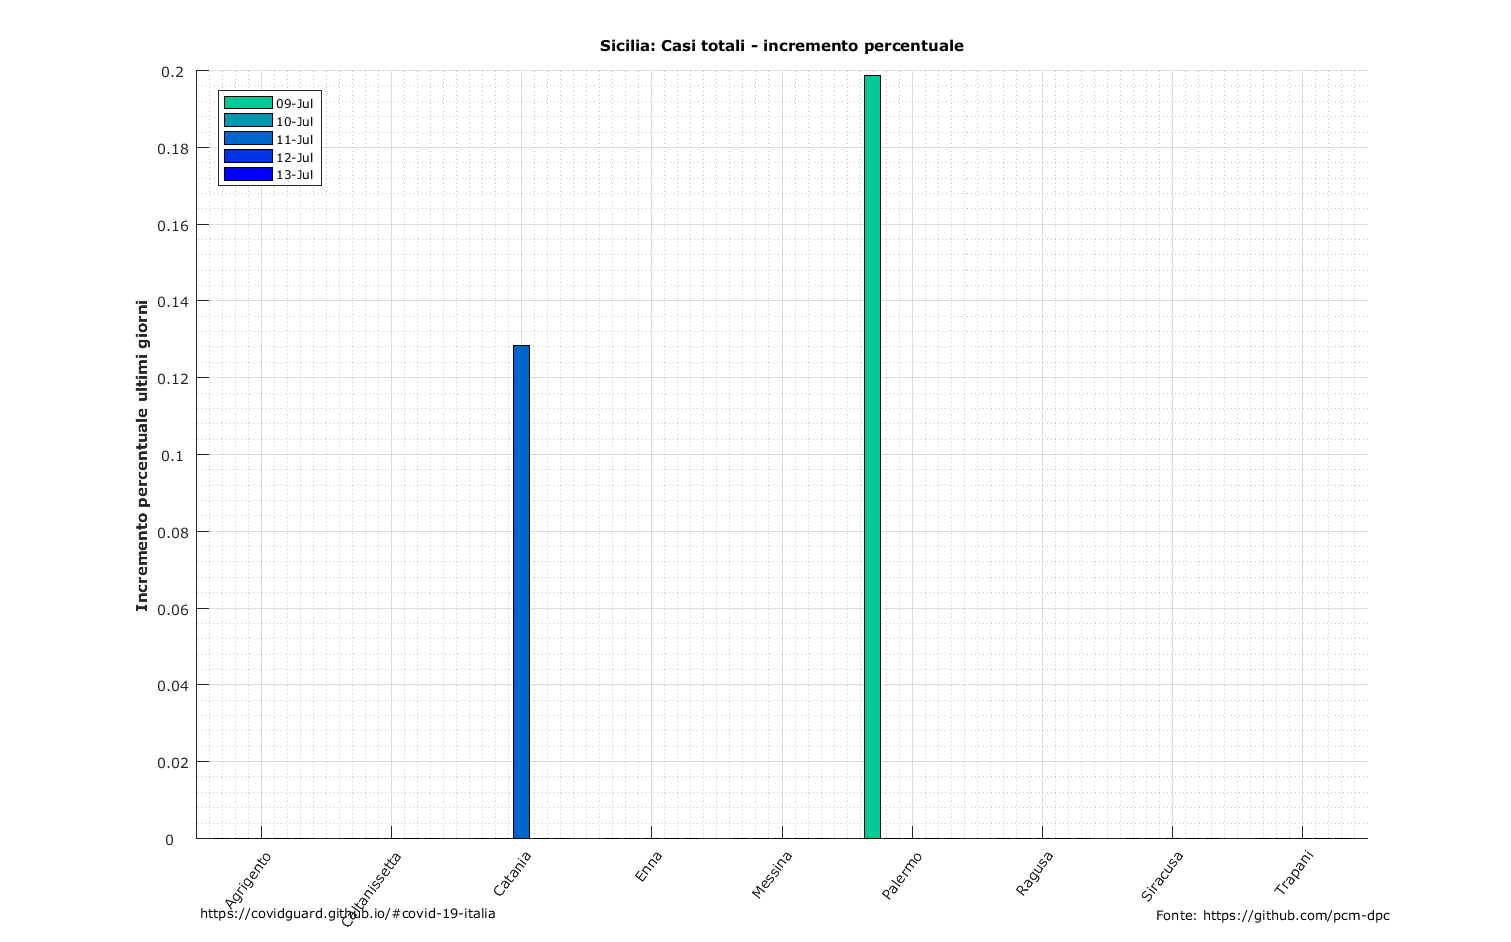 Sicilia: Casi totali - incremento percentuale
0.2
0.18
0.16
0.14
0.12
0.1
0.08
0.06
0.04
0.02
0
Incremento percentuale ultimi giorni
09-Jul
10-Jul
11-Jul
12-Jul
13-Jul
Agrigento
Caltanissetta
Catania
Enna
Messina
Palermo
Ragusa
Siracusa
Trapani
https://covidguard.github.io/#covid-19-italia
Fonte: https://github.com/pcm-dpc